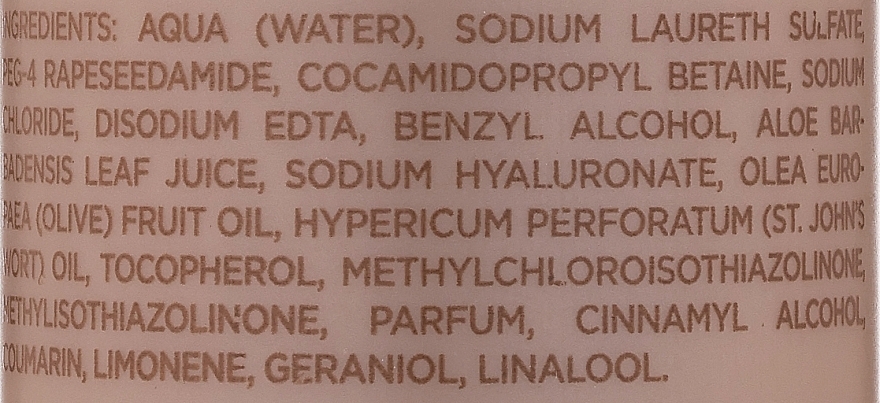 INGREDIENTS: AQUA (WATER), SODIUM LAURETH SULFATE,
PEG-4 RAPESEEDAMIDE, COCAMIDOPROPYL BETAINE, SODIUM
CHLORIDE, DISODIUM EDTA, BENZYL ALCOHOL, ALOE BAR-
BADENSIS LEAF JUICE, SODIUM HYALURONATE, OLEA EURO-
PAEA (OLIVE) FRUIT OIL, HYPERICUM PERFORATUM (ST. JOHN'S
WORT) OIL, TOCOPHEROL, METHYLCHLOROISOTHIAZOLINONE,
METHYLISOTHIAZOLINONE, PARFUM, CINNAMYL ALCOHOL,
COUMARIN, LIMONENE, GERANIOL, LINALOOL.